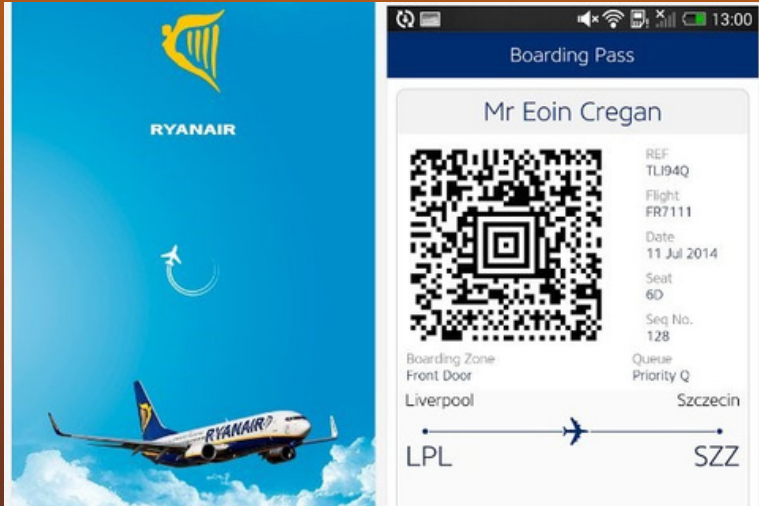 RYANAIR
RYANAIR
13:00
Boarding Pass
Mr Eoin Cregan
REF
TLI94Q
Flight
FR7111
Date
11 Jul 2014
Seat
6D
Seq No.
128
Boarding Zone
Front Door
Queue
Priority Q
Liverpool
Szczecin
LPL
SZZ